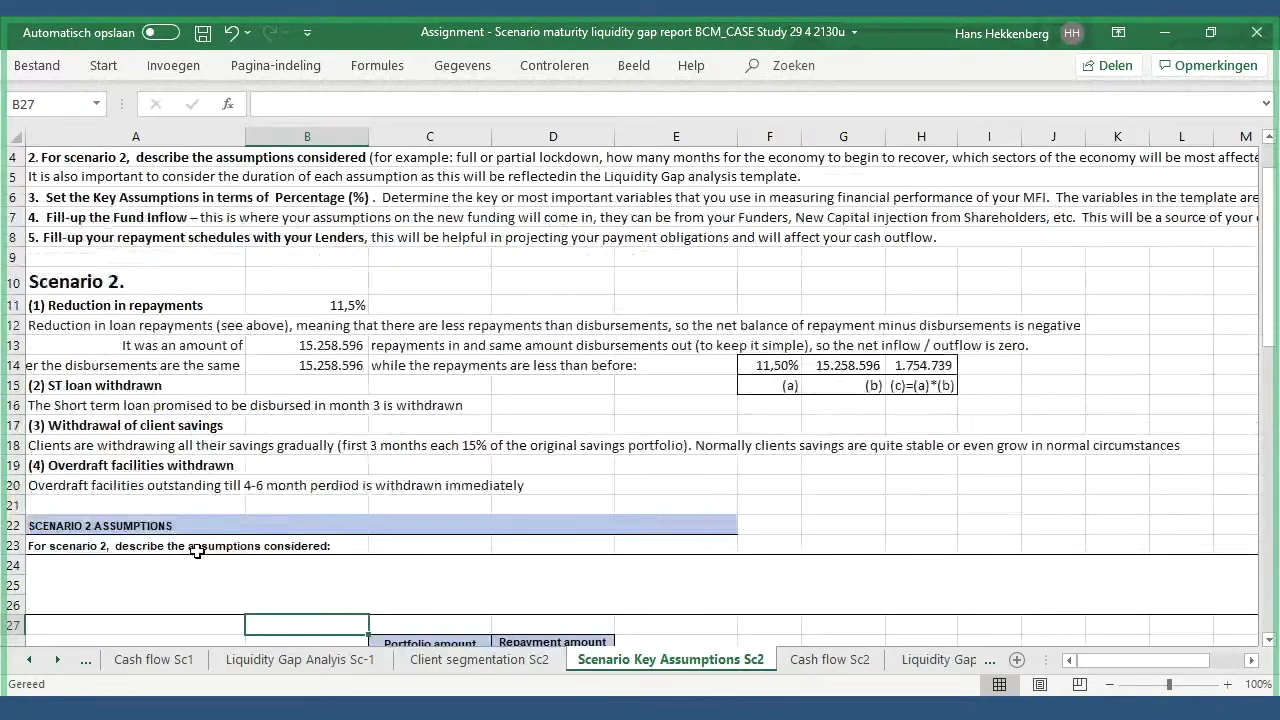 Automatisch opslaan Assignment - Scenario maturity liquidity gap report BCM_CASE Study 29 4 2130u Hans Hekkenberg HH
Bestand Start Invoegen Pagina-indeling Formules Gegevens Controleren Beeld Help Zoeken Delen Opmerkingen
B27 fx
A B C D E F G H I J K L M
4 2. For scenario 2, describe the assumptions considered (for example: full or partial lockdown, how many months for the economy to begin to recover, which sectors of the economy will be most affecte
5 It is also important to consider the duration of each assumption as this will be reflectedin the Liquidity Gap analysis template.
6 3. Set the Key Assumptions in terms of Percentage (%) . Determine the key or most important variables that you use in measuring financial performance of your MFI. The variables in the template are
7 4. Fill-up the Fund Inflow – this is where your assumptions on the new funding will come in, they can be from your Funders, New Capital injection from Shareholders, etc. This will be a source of your
8 5. Fill-up your repayment schedules with your Lenders, this will be helpful in projecting your payment obligations and will affect your cash outflow.
9
10 Scenario 2.
11 (1) Reduction in repayments 11,5%
12 Reduction in loan repayments (see above), meaning that there are less repayments than disbursements, so the net balance of repayment minus disbursements is negative
13 It was an amount of 15.258.596 repayments in and same amount disbursements out (to keep it simple), so the net inflow / outflow is zero.
14 er the disbursements are the same 15.258.596 while the repayments are less than before: 11,50% 15.258.596 1.754.739
15 (2) ST loan withdrawn (a) (b) (c)=(a)*(b)
16 The Short term loan promised to be disbursed in month 3 is withdrawn
17 (3) Withdrawal of client savings
18 Clients are withdrawing all their savings gradually (first 3 months each 15% of the original savings portfolio). Normally clients savings are quite stable or even grow in normal circumstances
19 (4) Overdraft facilities withdrawn
20 Overdraft facilities outstanding till 4-6 month perdiod is withdrawn immediately
21
22 SCENARIO 2 ASSUMPTIONS
23 For scenario 2, describe the assumptions considered:
24
25
26
27
Portfolio amount Repayment amount
... Cash flow Sc1 Liquidity Gap Analyis Sc-1 Client segmentation Sc2 Scenario Key Assumptions Sc2 Cash flow Sc2 Liquidity Gap ...
Gereed 100%